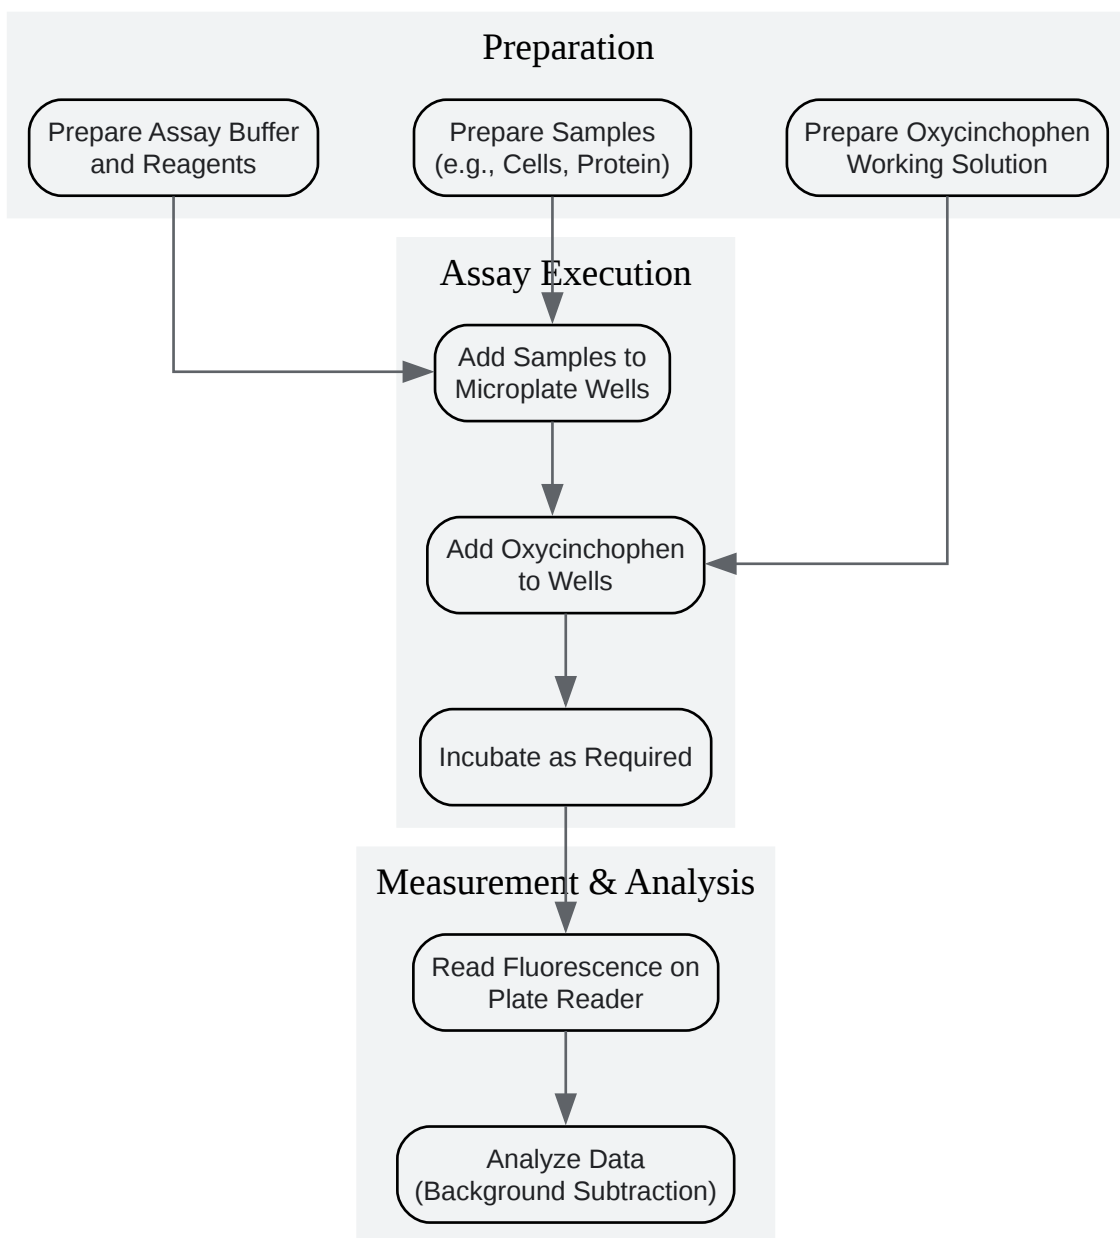 Preparation
Prepare Assay Buffer
and Reagents
Prepare Samples
(e.g., Cells, Protein)
Prepare Oxycinchophen
Working Solution
Assay Execution
Add Samples to
Microplate Wells
Add Oxycinchophen
to Wells
Incubate as Required
Measurement & Analysis
Read Fluorescence on
Plate Reader
Analyze Data
(Background Subtraction)